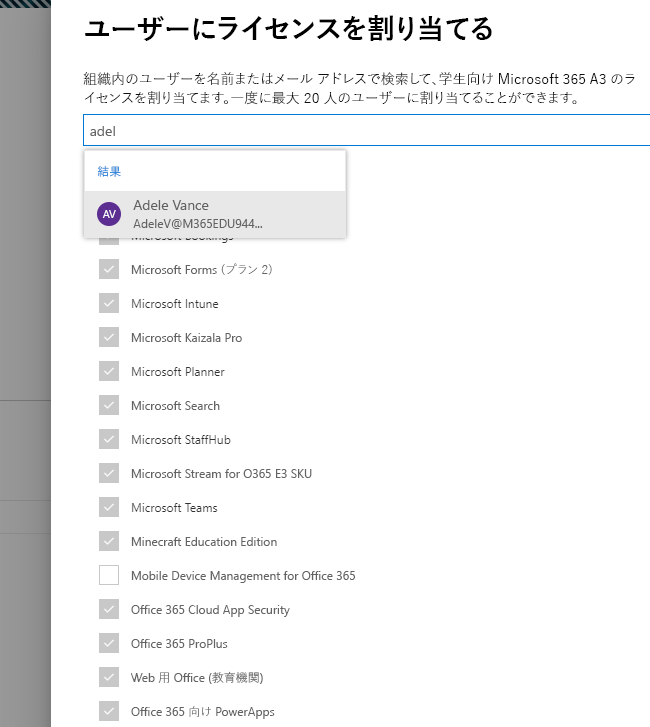 ユーザーにライセンスを割り当てる
組織内のユーザーを名前またはメール アドレスで検索して、学生向け Microsoft 365 A3 のラ
イセンスを割り当てます。一度に最大 20 人のユーザーに割り当てることができます。
adel
結果
AV
Adele Vance
AdeleV@M365EDU944...
Microsoft Bookings
Microsoft Forms (プラン 2)
Microsoft Intune
Microsoft Kaizala Pro
Microsoft Planner
Microsoft Search
Microsoft StaffHub
Microsoft Stream for O365 E3 SKU
Microsoft Teams
Minecraft Education Edition
Mobile Device Management for Office 365
Office 365 Cloud App Security
Office 365 ProPlus
Web 用 Office (教育機関)
Office 365 向け PowerApps